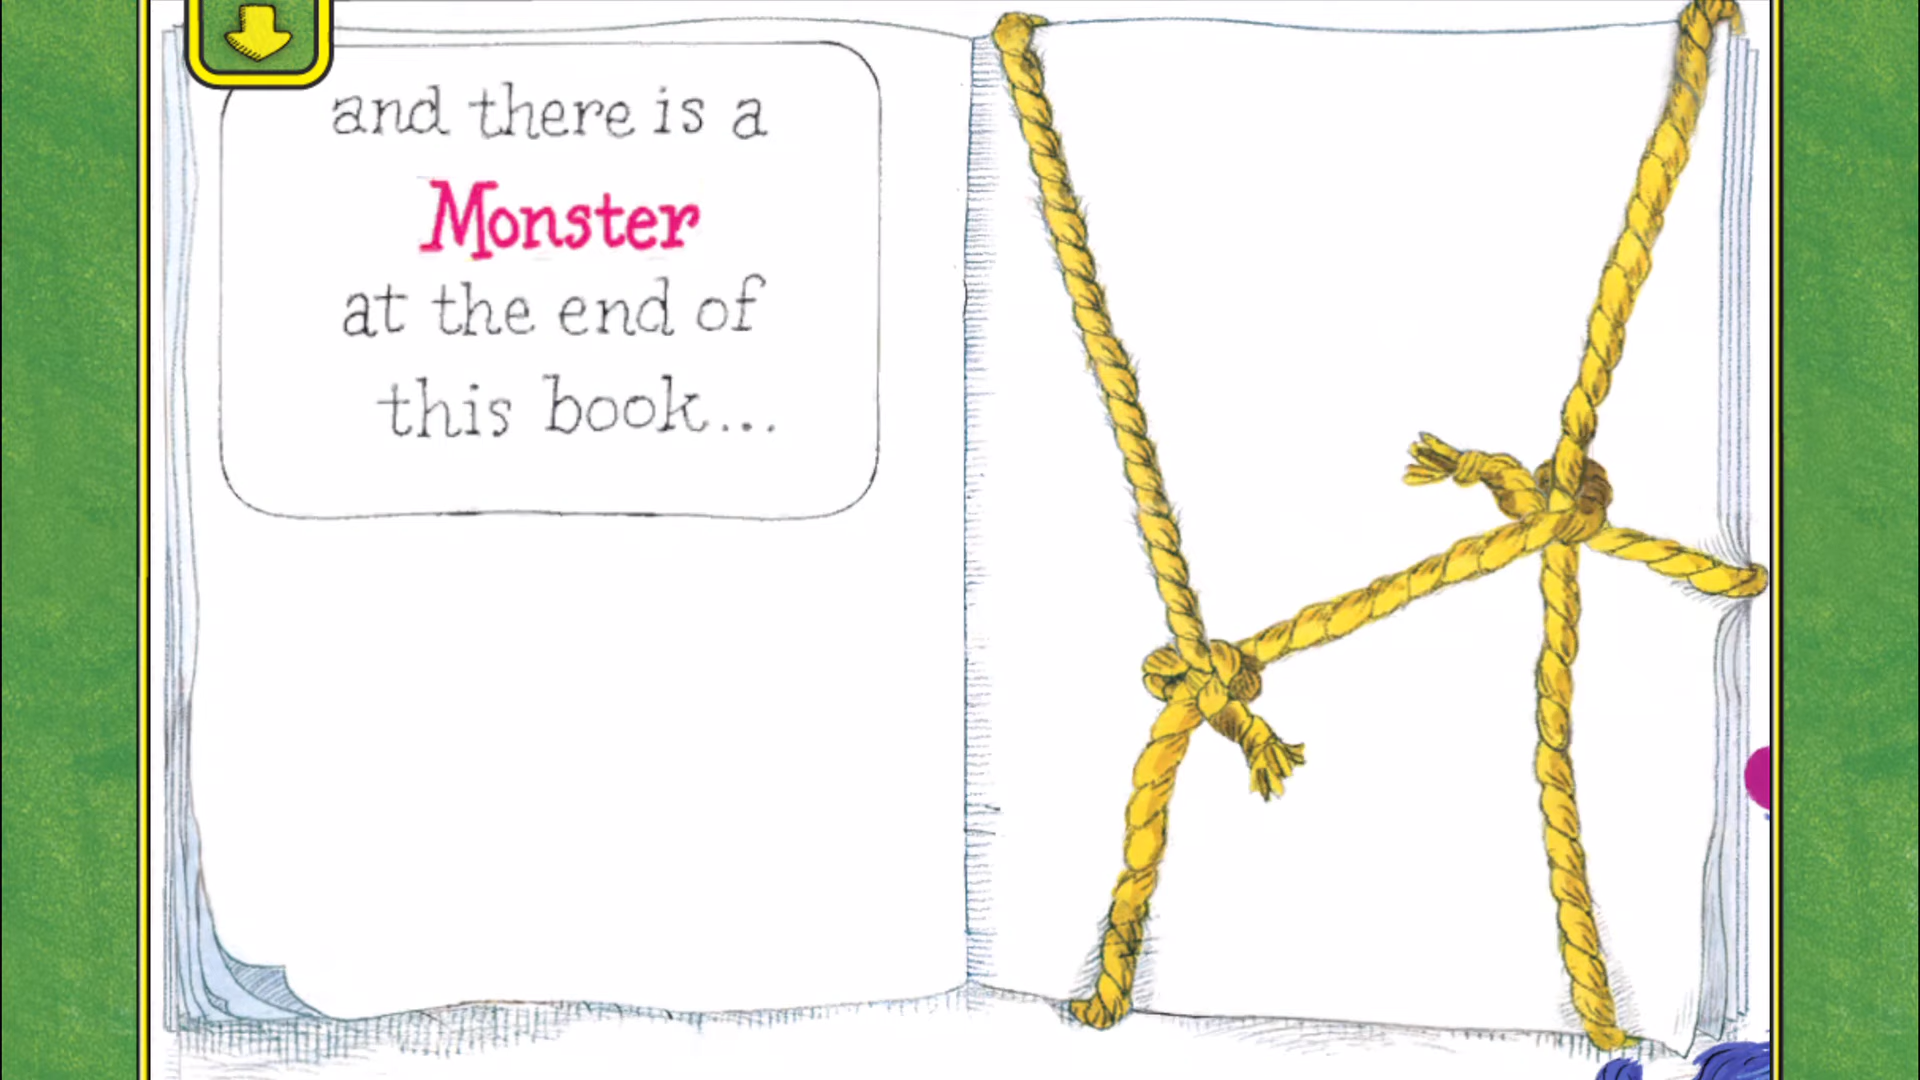 and there is a
Monster
at the end of
this book...